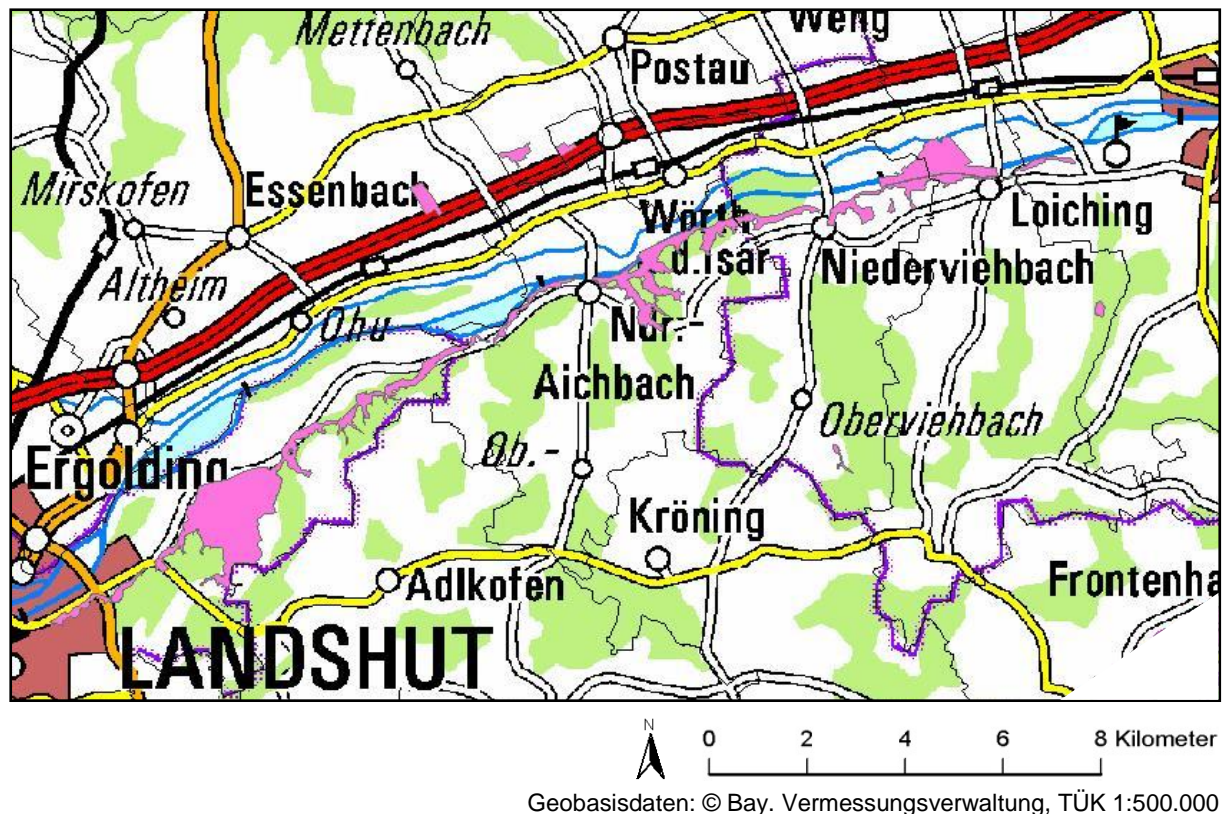 Mettenbach
Weng
Postau
Mirskofen
Essenbach
Altheim
Wörth
d.Isar
Loiching
Niederviehbach
Ohu
Ndr.-
Aichbach
Oberviehbach
Ergolding
Ob.-
Kröning
Adlkofen
Frontenha
LANDSHUT
N
0 2 4 6 8 Kilometer
Geobasisdaten: © Bay. Vermessungsverwaltung, TÜK 1:500.000